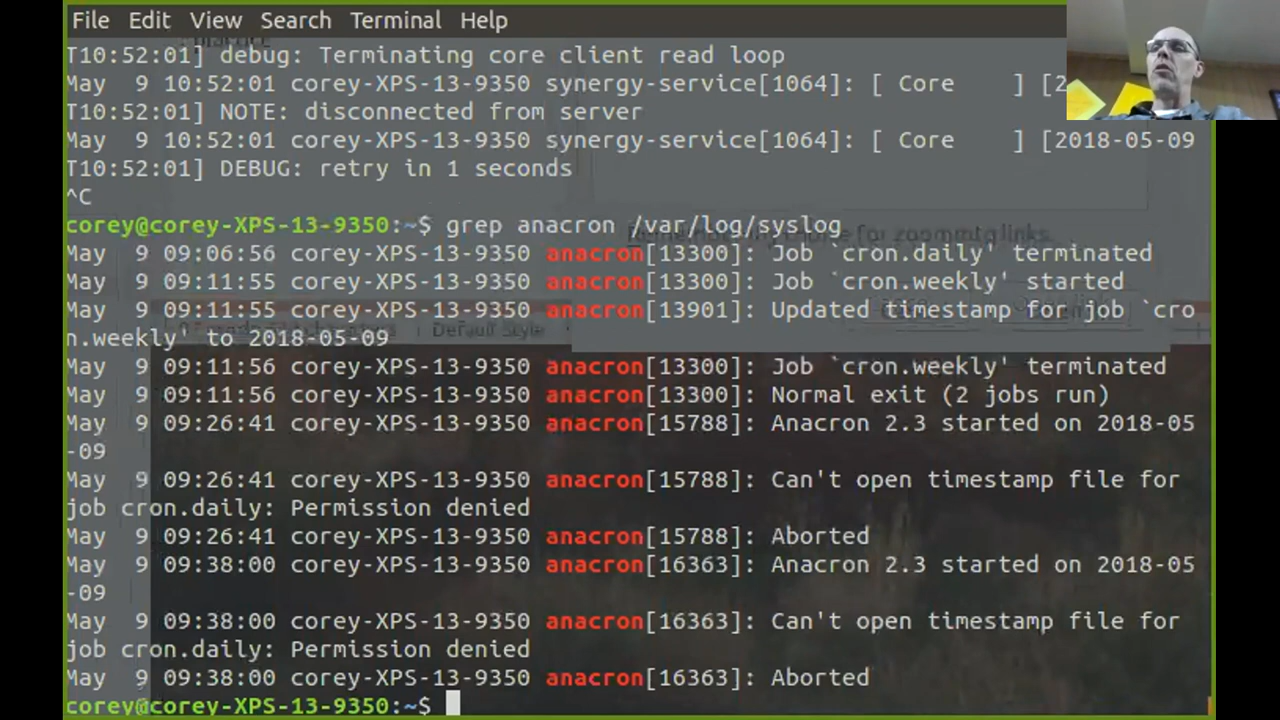 File Edit View Search Terminal Help
T10:52:01] debug: Terminating core client read loop
May  9 10:52:01 corey-XPS-13-9350 synergy-service[1064]: [ Core    ] [2
T10:52:01] NOTE: disconnected from server
May  9 10:52:01 corey-XPS-13-9350 synergy-service[1064]: [ Core    ] [2018-05-09
T10:52:01] DEBUG: retry in 1 seconds
^C
corey@corey-XPS-13-9350:~$ grep anacron /var/log/syslog
May  9 09:06:56 corey-XPS-13-9350 anacron[13300]: Job `cron.daily' terminated
May  9 09:11:55 corey-XPS-13-9350 anacron[13300]: Job `cron.weekly' started
May  9 09:11:55 corey-XPS-13-9350 anacron[13901]: Updated timestamp for job `cro
n.weekly' to 2018-05-09
May  9 09:11:56 corey-XPS-13-9350 anacron[13300]: Job `cron.weekly' terminated
May  9 09:11:56 corey-XPS-13-9350 anacron[13300]: Normal exit (2 jobs run)
May  9 09:26:41 corey-XPS-13-9350 anacron[15788]: Anacron 2.3 started on 2018-05
-09
May  9 09:26:41 corey-XPS-13-9350 anacron[15788]: Can't open timestamp file for
job cron.daily: Permission denied
May  9 09:26:41 corey-XPS-13-9350 anacron[15788]: Aborted
May  9 09:38:00 corey-XPS-13-9350 anacron[16363]: Anacron 2.3 started on 2018-05
-09
May  9 09:38:00 corey-XPS-13-9350 anacron[16363]: Can't open timestamp file for
job cron.daily: Permission denied
May  9 09:38:00 corey-XPS-13-9350 anacron[16363]: Aborted
corey@corey-XPS-13-9350:~$